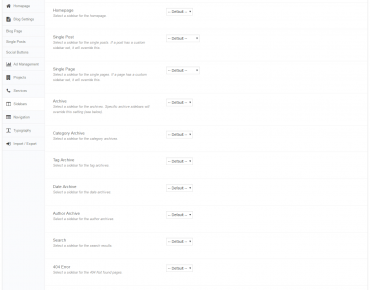 Homepage
Blog Settings
Blog Page
Single Posts
Social Buttons
Ad Management
Projects
Services
Sidebars
Navigation
Typography
Import / Export
Homepage
Select a sidebar for the homepage.
-- Default --
Single Post
Select a sidebar for the single posts. If a post has a custom
sidebar set, it will override this.
-- Default --
Single Page
Select a sidebar for the single pages. If a page has a custom
sidebar set, it will override this.
-- Default --
Archive
Select a sidebar for the archives. Specific archive sidebars will
override this setting (see below).
-- Default --
Category Archive
Select a sidebar for the category archives.
-- Default --
Tag Archive
Select a sidebar for the tag archives.
-- Default --
Date Archive
Select a sidebar for the date archives.
-- Default --
Author Archive
Select a sidebar for the author archives.
-- Default --
Search
Select a sidebar for the search results.
-- Default --
404 Error
Select a sidebar for the 404 Not found pages.
-- Default --